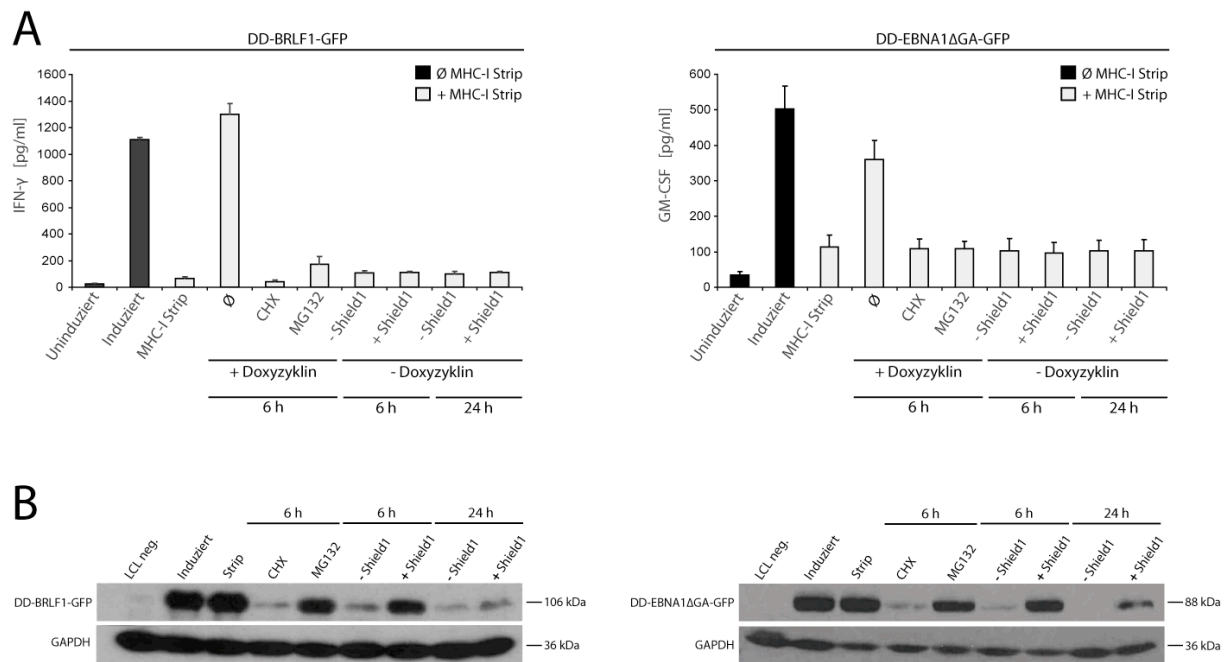 A
DD-BRLF1-GFP
Ø MHC-I Strip
+ MHC-I Strip
IFN-γ [pg/ml]
1600
1400
1200
1000
800
600
400
200
0
Uninduziert
Induziert
MHC-I Strip
Ø
CHX
MG132
- Shield1
+ Shield1
- Shield1
+ Shield1
+ Doxyzyklin
- Doxyzyklin
6 h
6 h
24 h
DD-EBNA1ΔGA-GFP
Ø MHC-I Strip
+ MHC-I Strip
GM-CSF [pg/ml]
600
500
400
300
200
100
0
Uninduziert
Induziert
MHC-I Strip
Ø
CHX
MG132
- Shield1
+ Shield1
- Shield1
+ Shield1
+ Doxyzyklin
- Doxyzyklin
6 h
6 h
24 h
B
6 h
6 h
24 h
LCL neg.
Induziert
Strip
CHX
MG132
- Shield1
+ Shield1
- Shield1
+ Shield1
DD-BRLF1-GFP
106 kDa
GAPDH
36 kDa
6 h
6 h
24 h
LCL neg.
Induziert
Strip
CHX
MG132
- Shield1
+ Shield1
- Shield1
+ Shield1
DD-EBNA1ΔGA-GFP
88 kDa
GAPDH
36 kDa